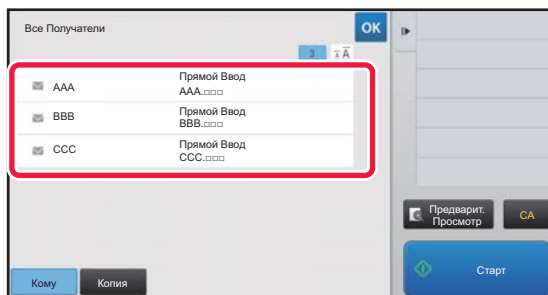 Все Получатели
OK
3
A A
AAA
Прямой Ввод
AAA.□□□
BBB
Прямой Ввод
BBB.□□□
CCC
Прямой Ввод
CCC.□□□
Предварит.
Просмотр
CA
Кому
Копия
Старт